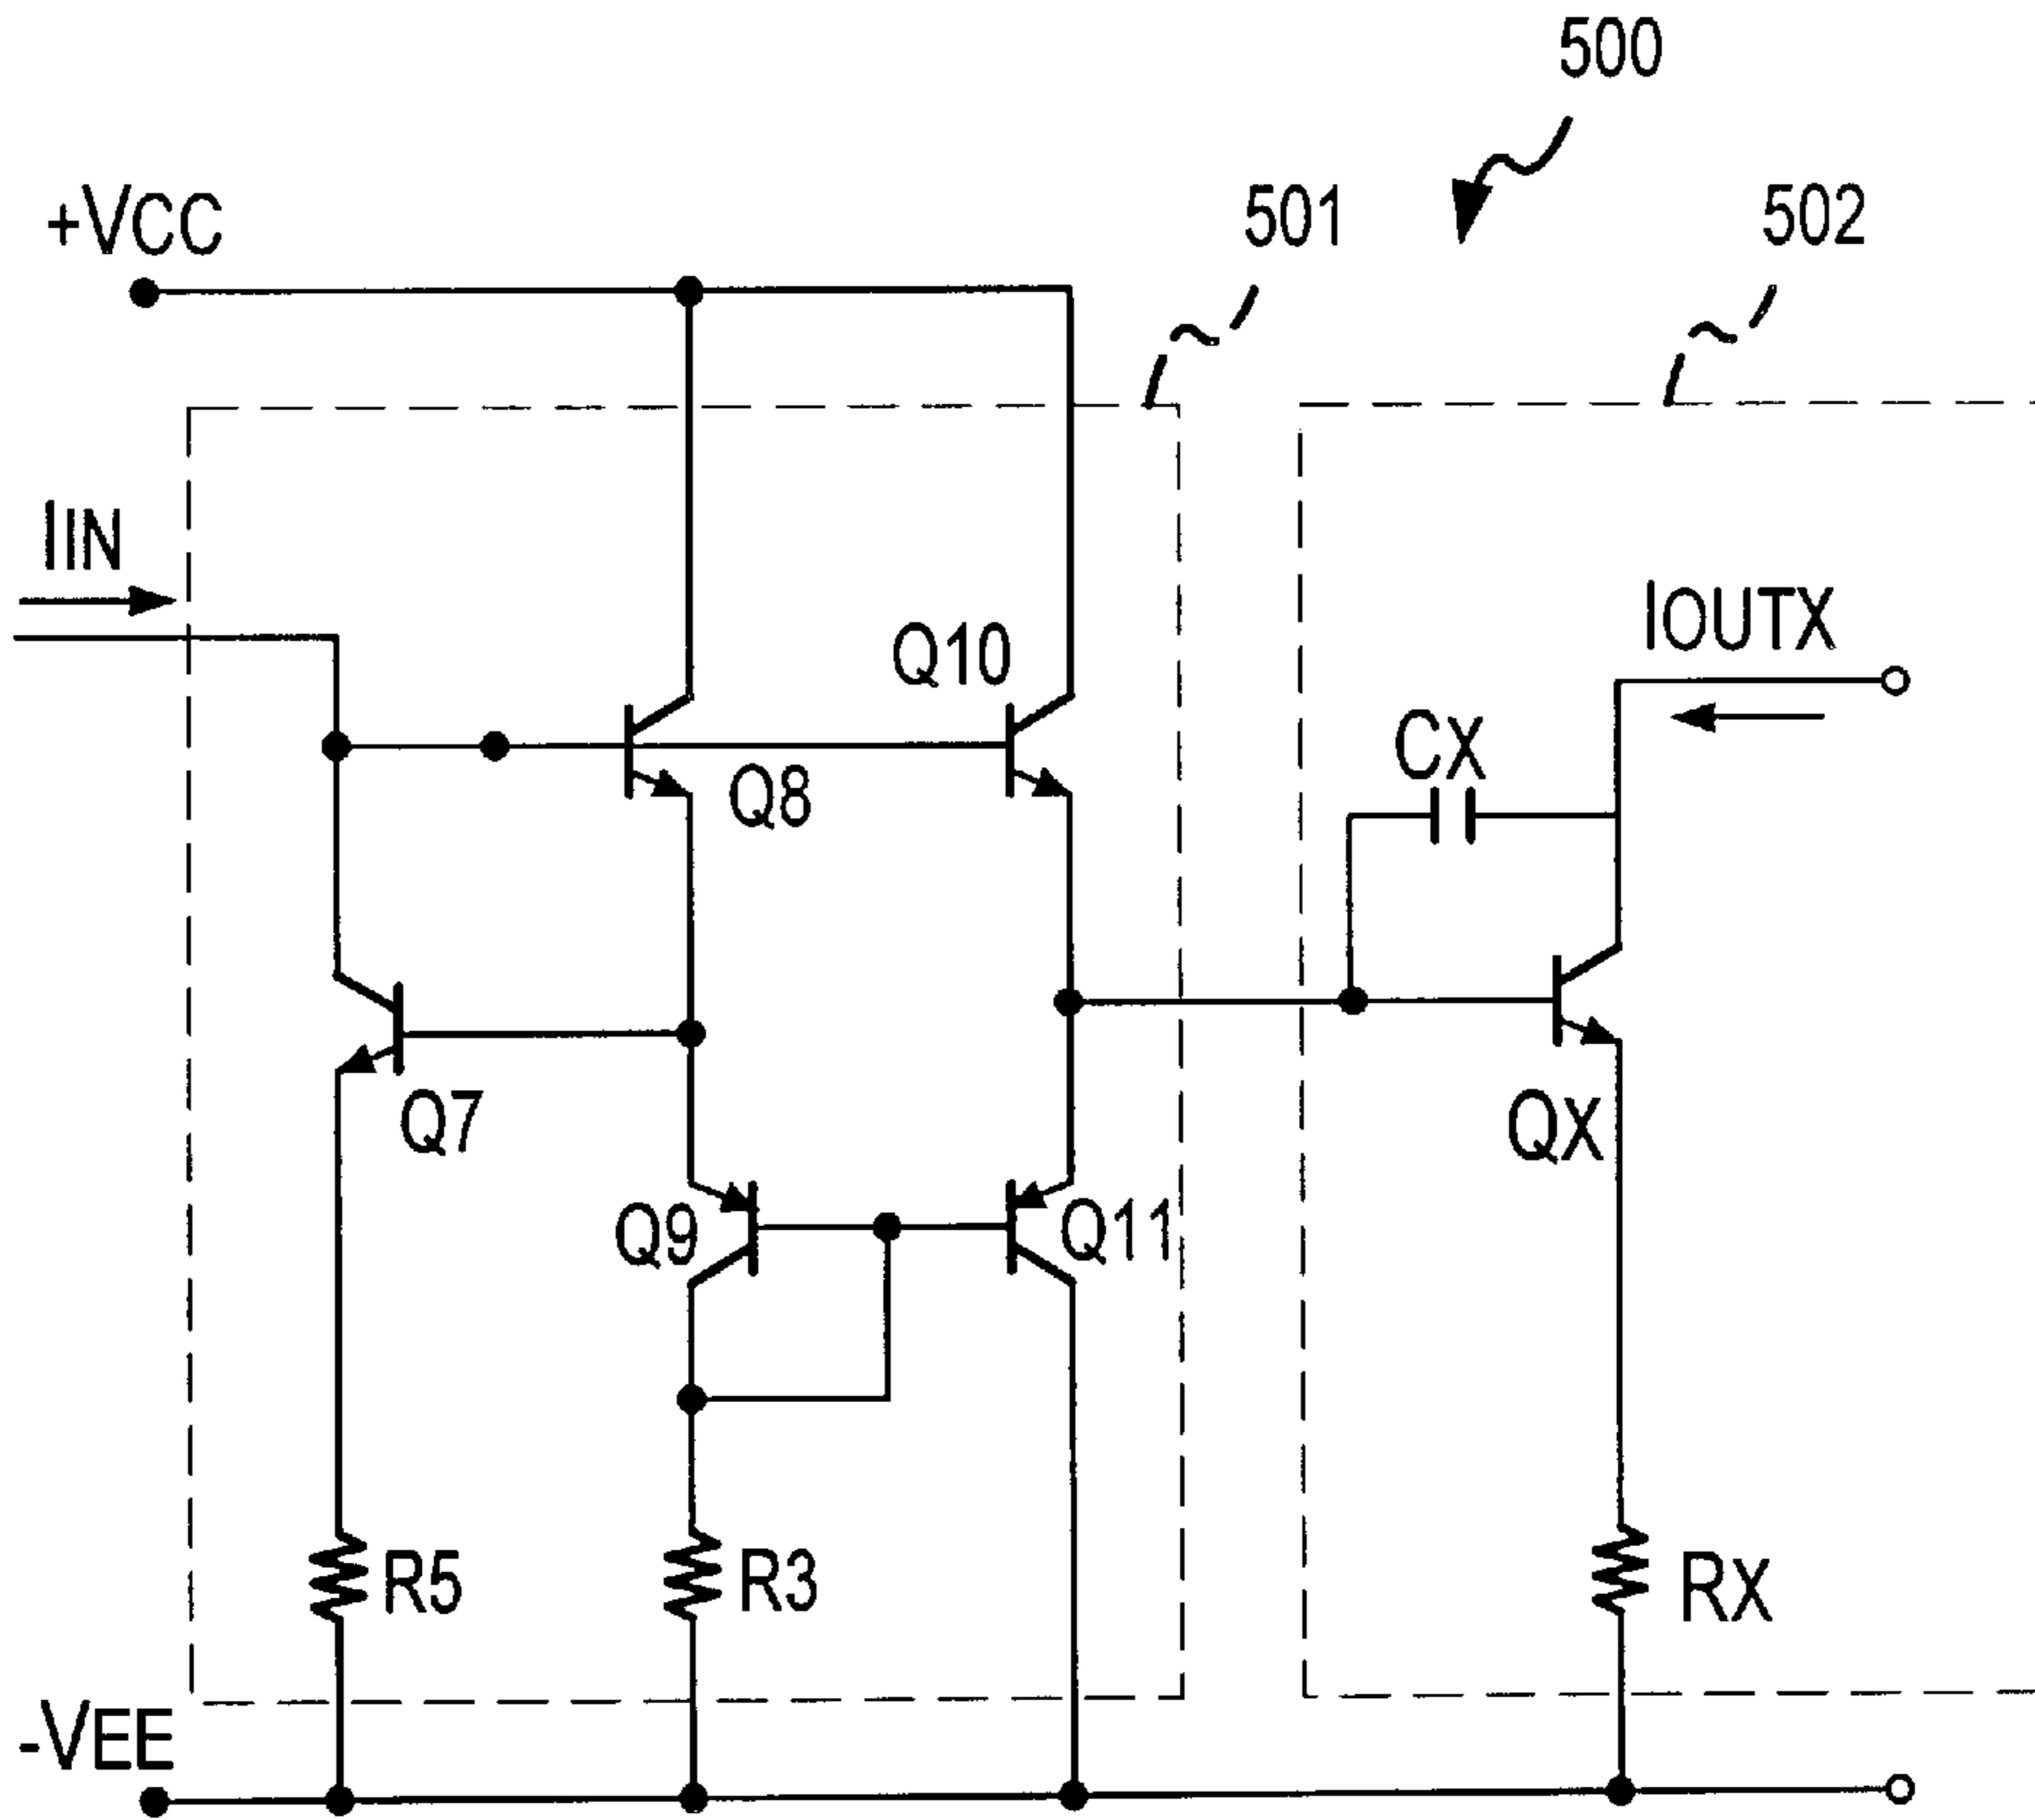 500
+VCC
501
502
IIN
Q10
IOUTX
CX
Q8
Q7
QX
Q9
Q11
R5
R3
RX
-VEE